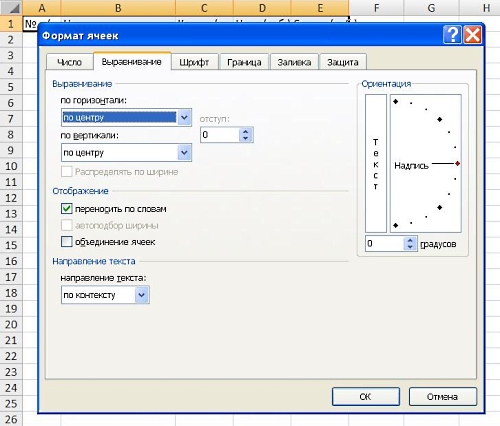 A B C D E F G H
1 №
2
3
4
5
6
7
8
9
10
11
12
13
14
15
16
17
18
19
20
21
22
23
24
25
26
Формат ячеек
Число Выравнивание Шрифт Граница Заливка Защита
Выравнивание
по горизонтали:
по центру
отступ:
0
по вертикали:
по центру
Распределять по ширине
Отображение
переносить по словам
автоподбор ширины
объединение ячеек
Направление текста
направление текста:
по контексту
Ориентация
Текст
Надпись
0 градусов
ОК Отмена